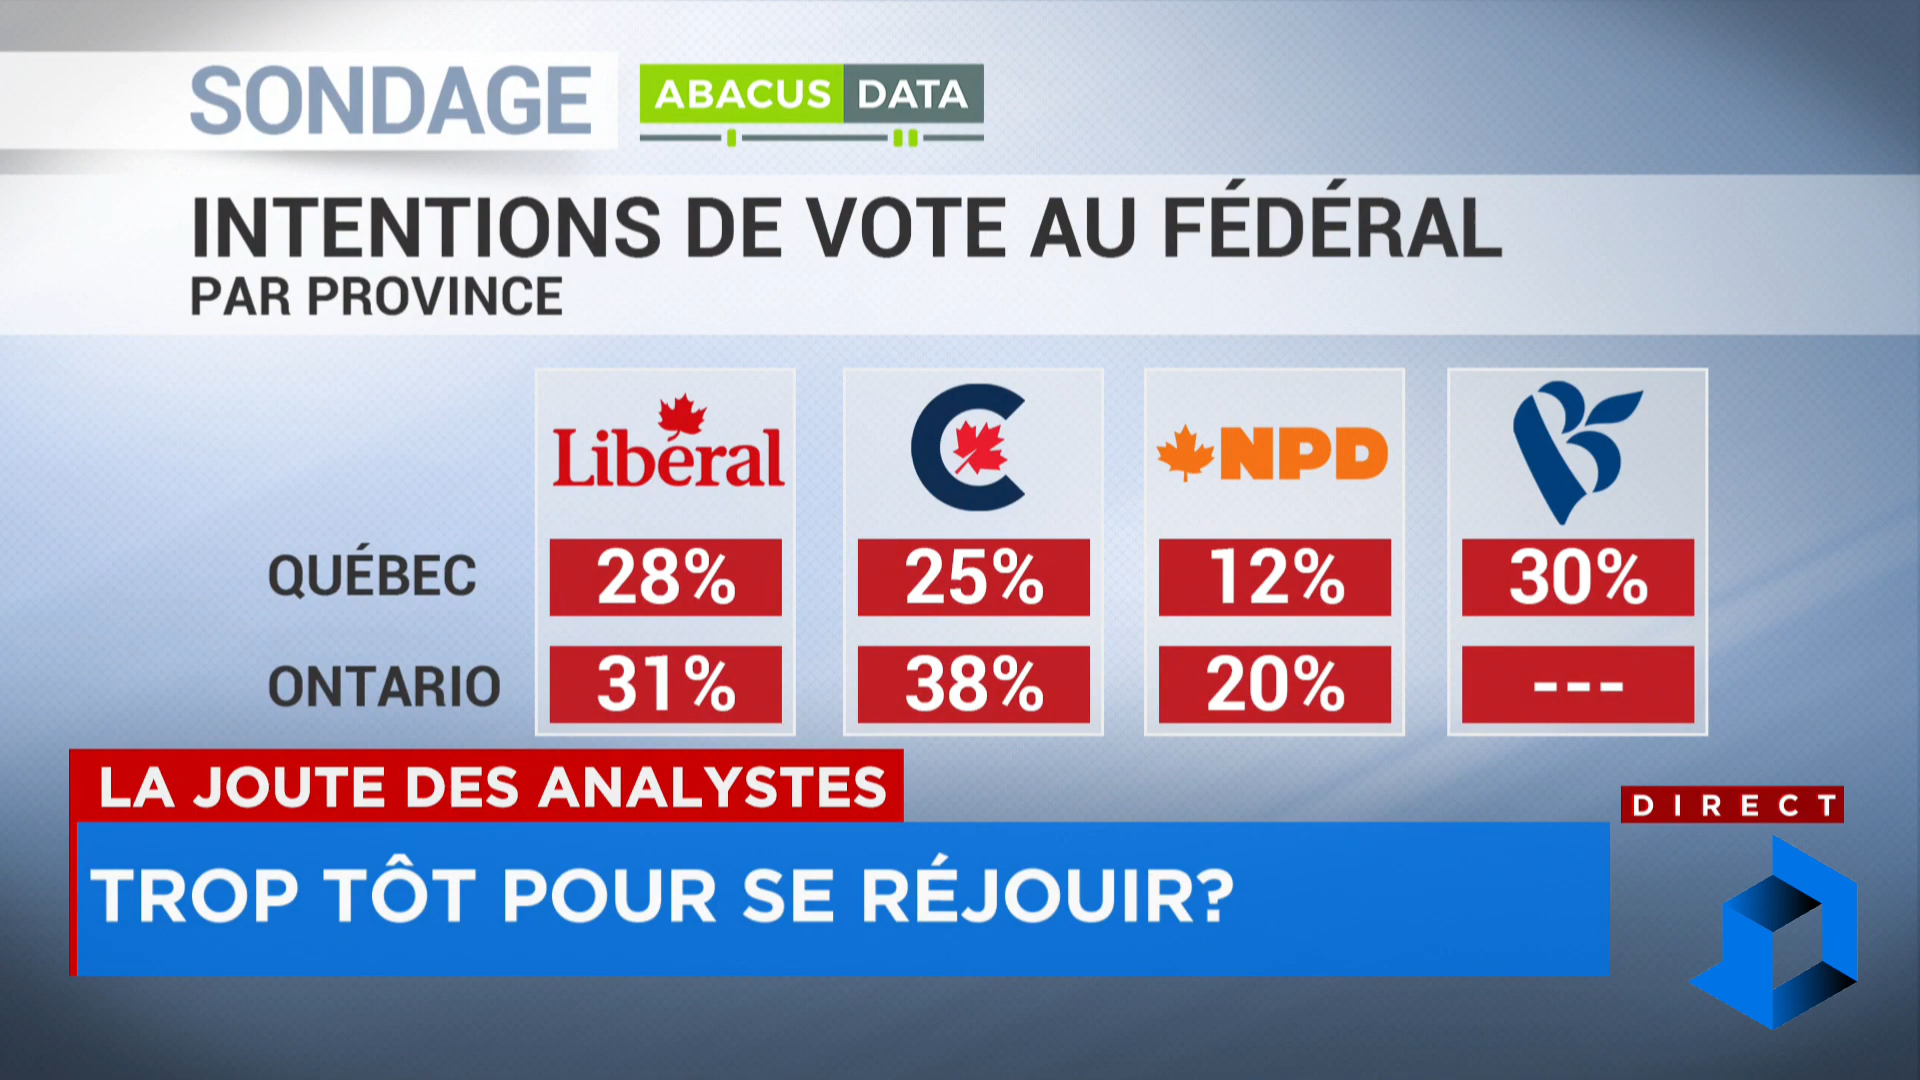 SONDAGE ABACUS DATA
INTENTIONS DE VOTE AU FÉDÉRAL
PAR PROVINCE
Libéral C NPD B
QUÉBEC 28% 25% 12% 30%
ONTARIO 31% 38% 20% ---
LA JOUTE DES ANALYSTES
DIRECT
TROP TÔT POUR SE RÉJOUIR?